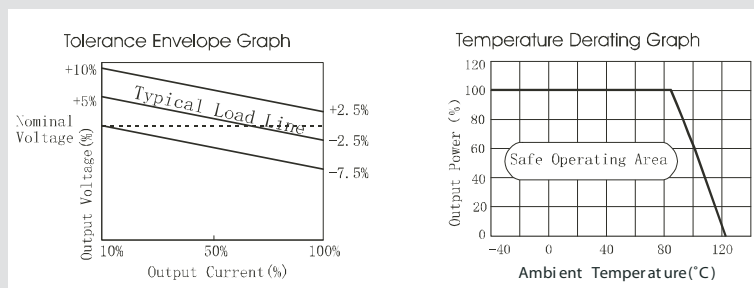 Tolerance Envelope Graph
+10%
+5%
Nominal
Voltage
Typical Load Line
+2.5%
-2.5%
-7.5%
Output Voltage(%)
10%
50%
100%
Output Current(%)
Temperature Derating Graph
120
100
80
60
40
20
0
Output Power (%)
Safe Operating Area
-40
0
40
80
120
Ambient Temperature(°C)